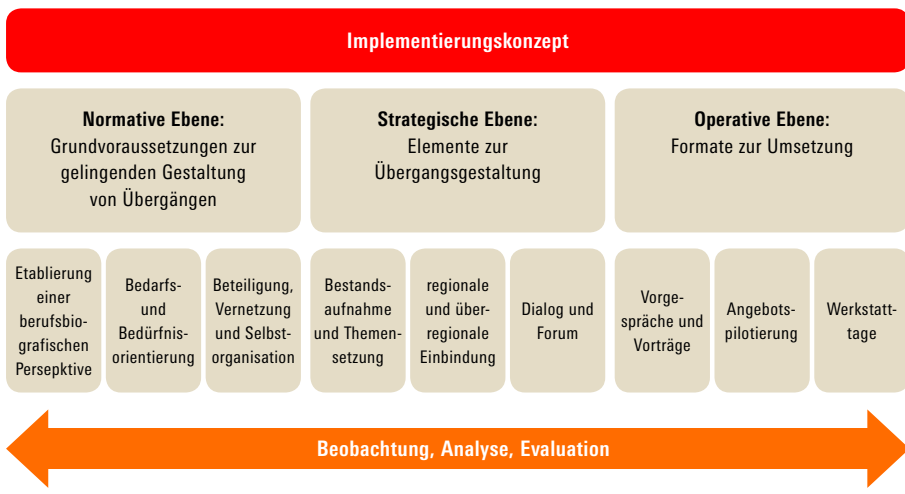 Implementierungskonzept
Normative Ebene:
Grundvoraussetzungen zur
gelingenden Gestaltung
von Übergängen
Strategische Ebene:
Elemente zur
Übergangsgestaltung
Operative Ebene:
Formate zur Umsetzung
Etablierung
einer
berufsbio-
grafischen
Persepktive
Bedarfs-
und
Bedürfnis-
orientierung
Beteiligung,
Vernetzung
und Selbst-
organisation
Bestands-
aufnahme
und Themen-
setzung
regionale
und über-
regionale
Einbindung
Dialog und
Forum
Vorge-
spräche und
Vorträge
Angebots-
pilotierung
Werkstatt-
tage
Beobachtung, Analyse, Evaluation